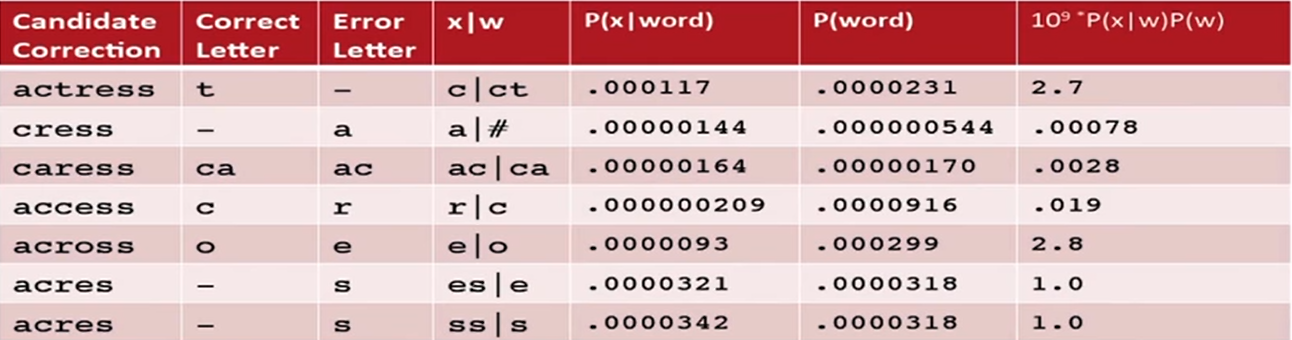 Candidate Correction Correct Letter Error Letter x|w P(x|word) P(word) 10⁹ *P(x|w)P(w)
actress t – c|ct .000117 .0000231 2.7
cress – a a|# .00000144 .000000544 .00078
caress ca ac ac|ca .00000164 .00000170 .0028
access c r r|c .000000209 .0000916 .019
across o e e|o .0000093 .000299 2.8
acres – s es|e .0000321 .0000318 1.0
acres – s ss|s .0000342 .0000318 1.0